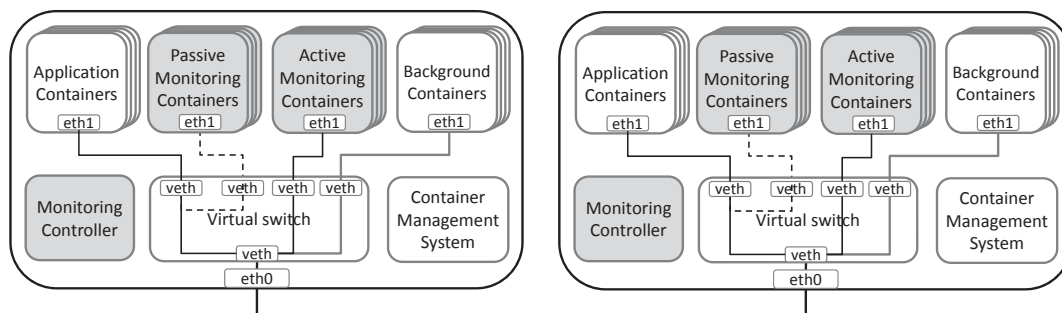 Application
Containers
eth1
Passive
Monitoring
Containers
eth1
Active
Monitoring
Containers
eth1
Background
Containers
eth1
veth
veth
veth
veth
Monitoring
Controller
Virtual switch
Container
Management
System
veth
eth0
Application
Containers
eth1
Passive
Monitoring
Containers
eth1
Active
Monitoring
Containers
eth1
Background
Containers
eth1
veth
veth
veth
veth
Monitoring
Controller
Virtual switch
Container
Management
System
veth
eth0